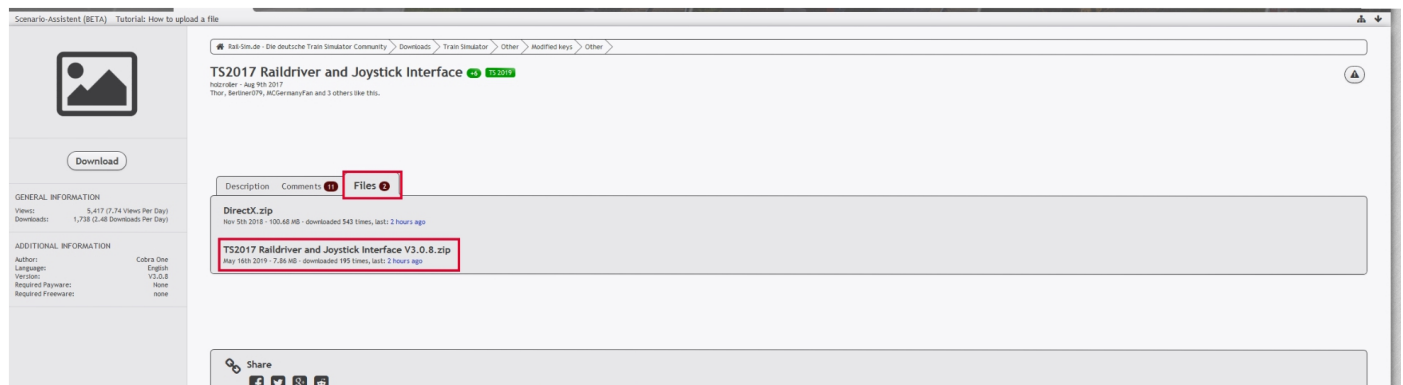 Scenario-Assistent (BETA) Tutorial: How to upload a file
Rail-Sim.de - Die deutsche Train Simulator Community Downloads Train Simulator Other Modified keys Other
TS2017 Raildriver and Joystick Interface +6 TS 2019
holzroller - Aug 9th 2017
Thor, Berliner079, MCGermanyFan and 3 others like this.
Download
GENERAL INFORMATION
Views: 5,417 (7.74 Views Per Day)
Downloads: 1,738 (2.48 Downloads Per Day)
ADDITIONAL INFORMATION
Author: Cobra One
Language: English
Version: V3.0.8
Required Payware: None
Required Freeware: none
Description Comments 11 Files 2
DirectX.zip
Nov 5th 2018 - 100.68 MB - downloaded 543 times, last: 2 hours ago
TS2017 Raildriver and Joystick Interface V3.0.8.zip
May 16th 2019 - 7.86 MB - downloaded 195 times, last: 2 hours ago
Share